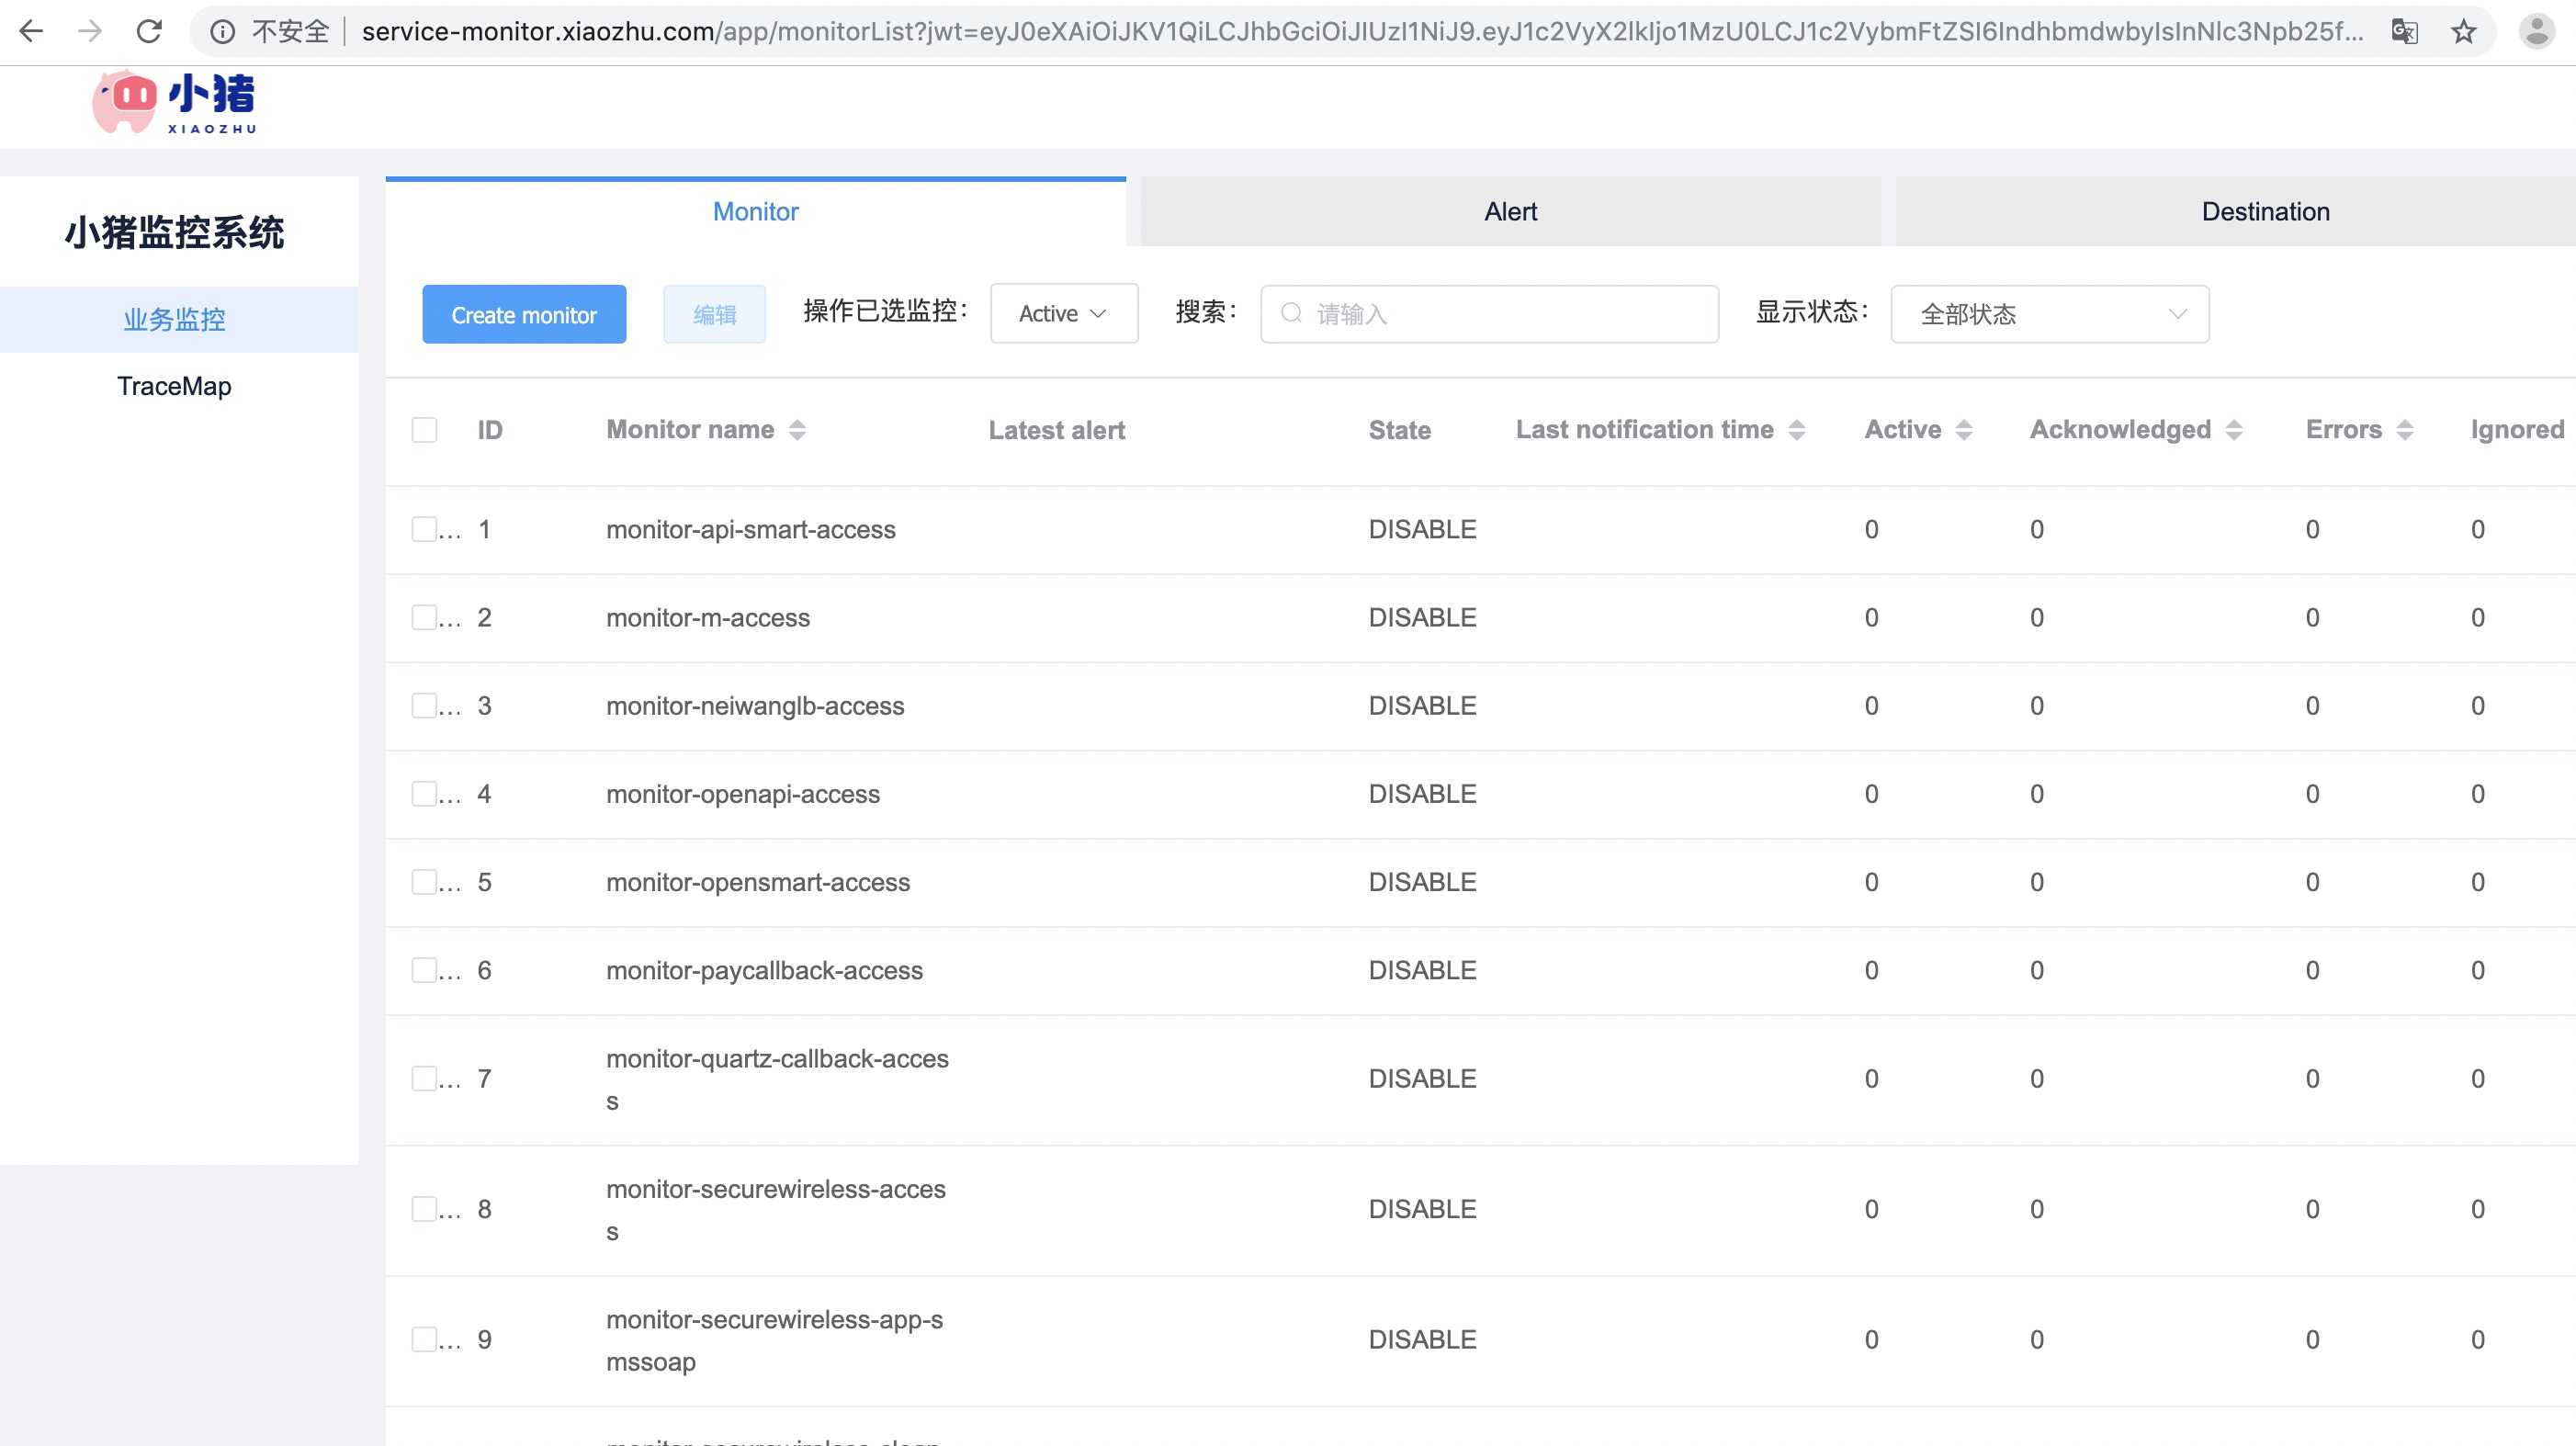 不安全 service-monitor.xiaozhu.com/app/monitorList?jwt=eyJ0eXAiOiJKV1QiLCJhbGciOiJIUzI1NiJ9.eyJ1c2VyX2lkIjo1MzU0LCJ1c2VybmFtZSI6IndhbmdwbyIsInNlc3Npb25f...
小猪
XIAOZHU
小猪监控系统
业务监控
TraceMap
Monitor Alert Destination
Create monitor 编辑 操作已选监控: Active 搜索: 请输入 显示状态: 全部状态
ID Monitor name Latest alert State Last notification time Active Acknowledged Errors Ignored
... 1 monitor-api-smart-access DISABLE 0 0 0 0
... 2 monitor-m-access DISABLE 0 0 0 0
... 3 monitor-neiwanglb-access DISABLE 0 0 0 0
... 4 monitor-openapi-access DISABLE 0 0 0 0
... 5 monitor-opensmart-access DISABLE 0 0 0 0
... 6 monitor-paycallback-access DISABLE 0 0 0 0
monitor-quartz-callback-acces
... 7 DISABLE 0 0 0 0
s
monitor-securewireless-acces
... 8 DISABLE 0 0 0 0
s
monitor-securewireless-app-s
... 9 DISABLE 0 0 0 0
mssoap